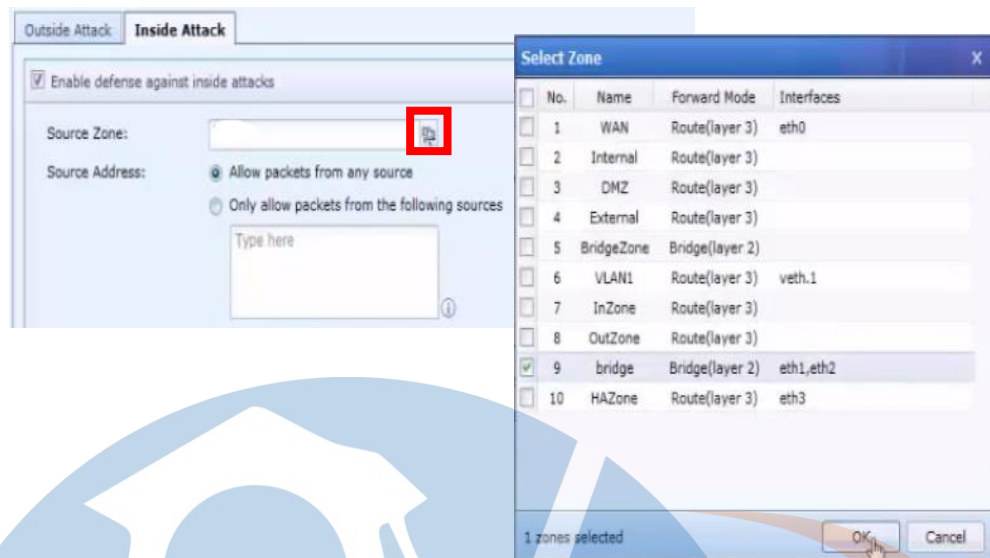 Outside Attack Inside Attack
Enable defense against inside attacks
Source Zone:
Source Address: Allow packets from any source
Only allow packets from the following sources
Type here
Select Zone X
No. Name Forward Mode Interfaces
1 WAN Route(layer 3) eth0
2 Internal Route(layer 3)
3 DMZ Route(layer 3)
4 External Route(layer 3)
5 BridgeZone Bridge(layer 2)
6 VLAN1 Route(layer 3) veth.1
7 InZone Route(layer 3)
8 OutZone Route(layer 3)
9 bridge Bridge(layer 2) eth1,eth2
10 HAZone Route(layer 3) eth3
1 zones selected OK Cancel